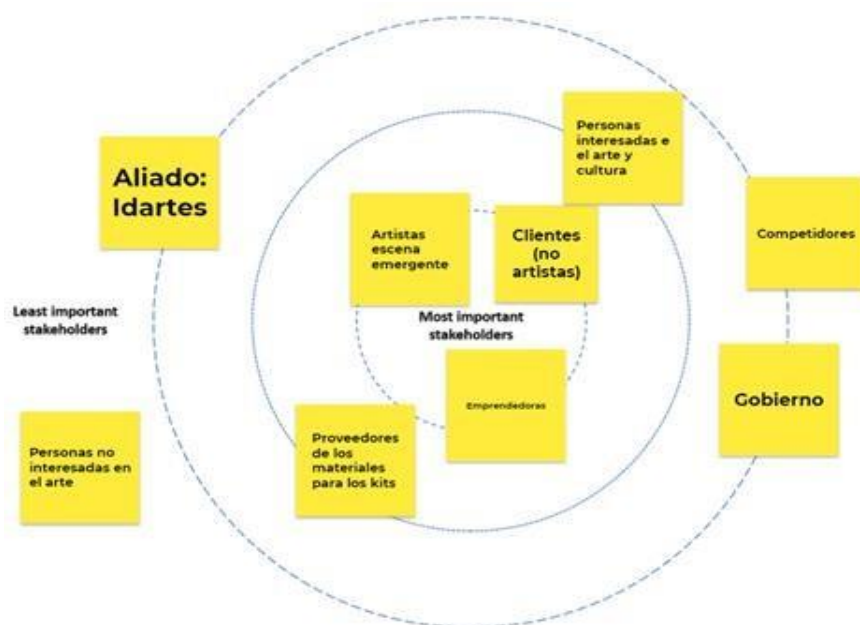 Personas
interesadas e
el arte y
cultura
Aliado:
Idartes
Artistas
escena
emergente
Clientes
(no
artistas)
Competidores
Least important
stakeholders
Most important
stakeholders
Gobierno
Emprendedoras
Personas no
interesadas en
el arte
Proveedores
de los
materiales
para los kits